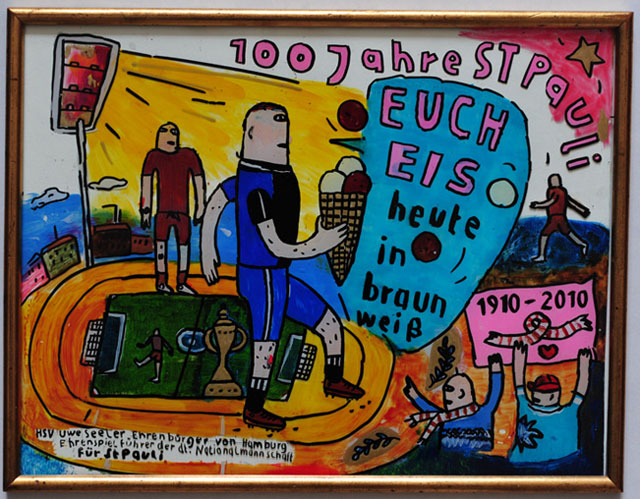 100 Jahre ST Pauli
EUCH
EIS
heute
in
braun
weiß
1910-2010
HSV Uwe Seeler. Ehrenbürger von Hamburg
Ehrenspielführer der dt. Nationalmannschaft
Für St Pauli